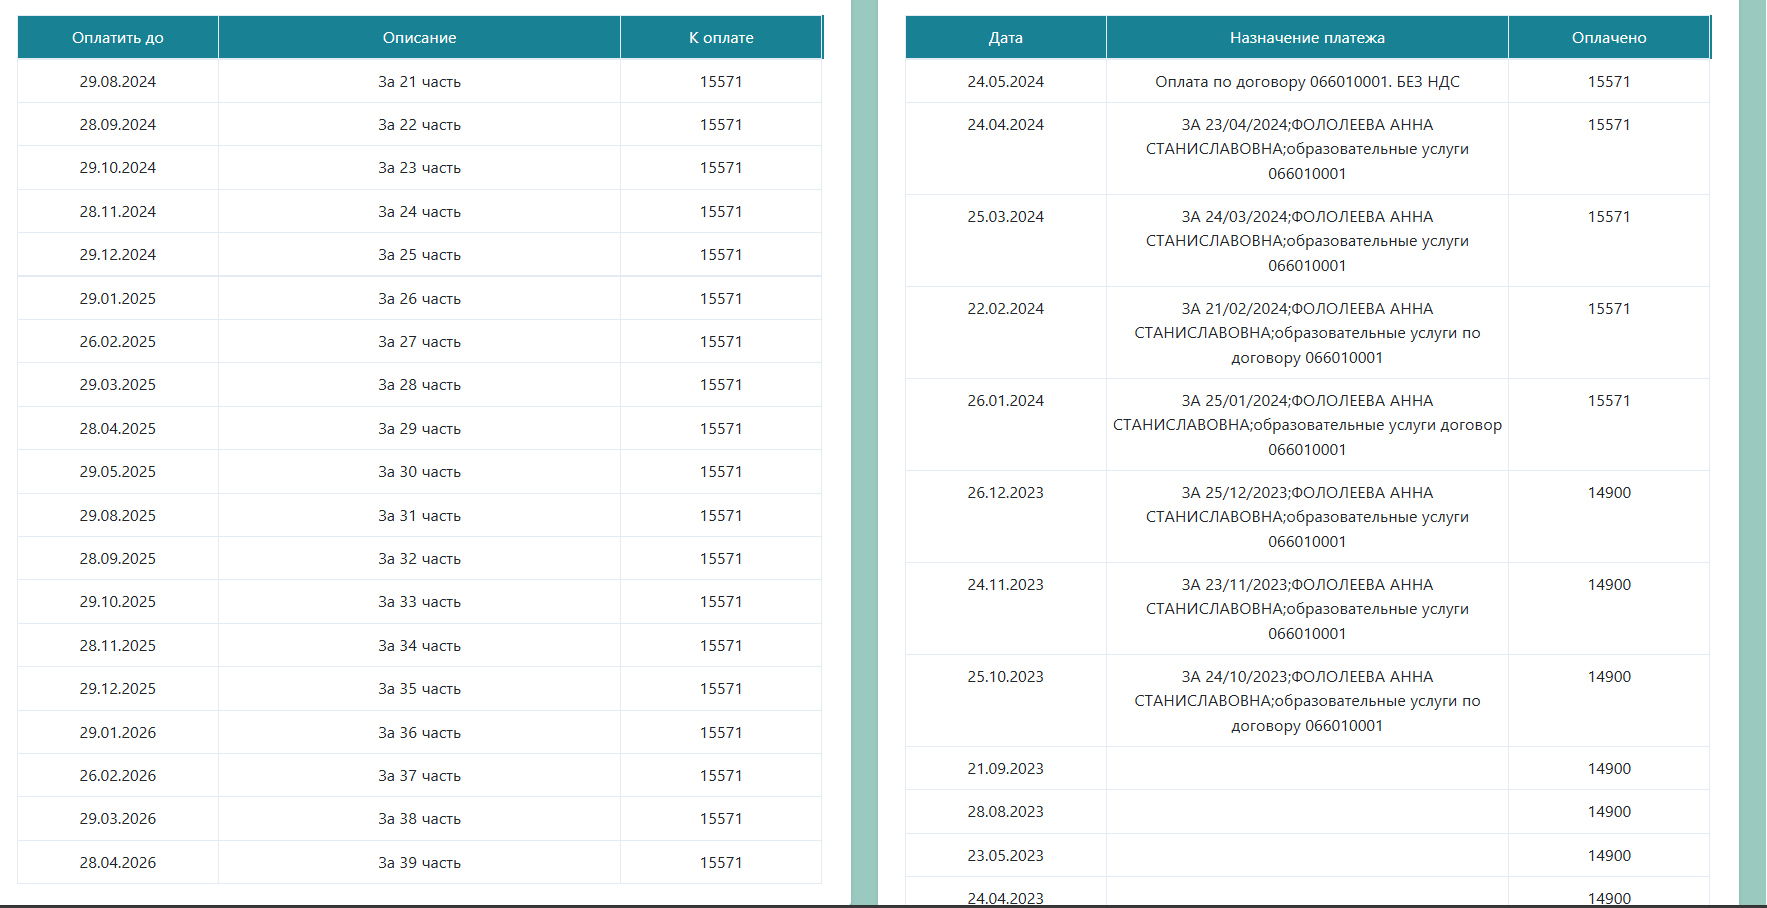 Оплатить до Описание К оплате
29.08.2024 За 21 часть 15571
28.09.2024 За 22 часть 15571
29.10.2024 За 23 часть 15571
28.11.2024 За 24 часть 15571
29.12.2024 За 25 часть 15571
29.01.2025 За 26 часть 15571
26.02.2025 За 27 часть 15571
29.03.2025 За 28 часть 15571
28.04.2025 За 29 часть 15571
29.05.2025 За 30 часть 15571
29.08.2025 За 31 часть 15571
28.09.2025 За 32 часть 15571
29.10.2025 За 33 часть 15571
28.11.2025 За 34 часть 15571
29.12.2025 За 35 часть 15571
29.01.2026 За 36 часть 15571
26.02.2026 За 37 часть 15571
29.03.2026 За 38 часть 15571
28.04.2026 За 39 часть 15571
Дата Назначение платежа Оплачено
24.05.2024 Оплата по договору 066010001. БЕЗ НДС 15571
24.04.2024 ЗА 23/04/2024;ФОЛОЛЕЕВА АННА 15571
СТАНИСЛАВОВНА;образовательные услуги
066010001
25.03.2024 ЗА 24/03/2024;ФОЛОЛЕЕВА АННА 15571
СТАНИСЛАВОВНА;образовательные услуги
066010001
22.02.2024 ЗА 21/02/2024;ФОЛОЛЕЕВА АННА 15571
СТАНИСЛАВОВНА;образовательные услуги по
договору 066010001
26.01.2024 ЗА 25/01/2024;ФОЛОЛЕЕВА АННА 15571
СТАНИСЛАВОВНА;образовательные услуги договор
066010001
26.12.2023 ЗА 25/12/2023;ФОЛОЛЕЕВА АННА 14900
СТАНИСЛАВОВНА;образовательные услуги
066010001
24.11.2023 ЗА 23/11/2023;ФОЛОЛЕЕВА АННА 14900
СТАНИСЛАВОВНА;образовательные услуги
066010001
25.10.2023 ЗА 24/10/2023;ФОЛОЛЕЕВА АННА 14900
СТАНИСЛАВОВНА;образовательные услуги по
договору 066010001
21.09.2023 14900
28.08.2023 14900
23.05.2023 14900
24.04.2023 14900